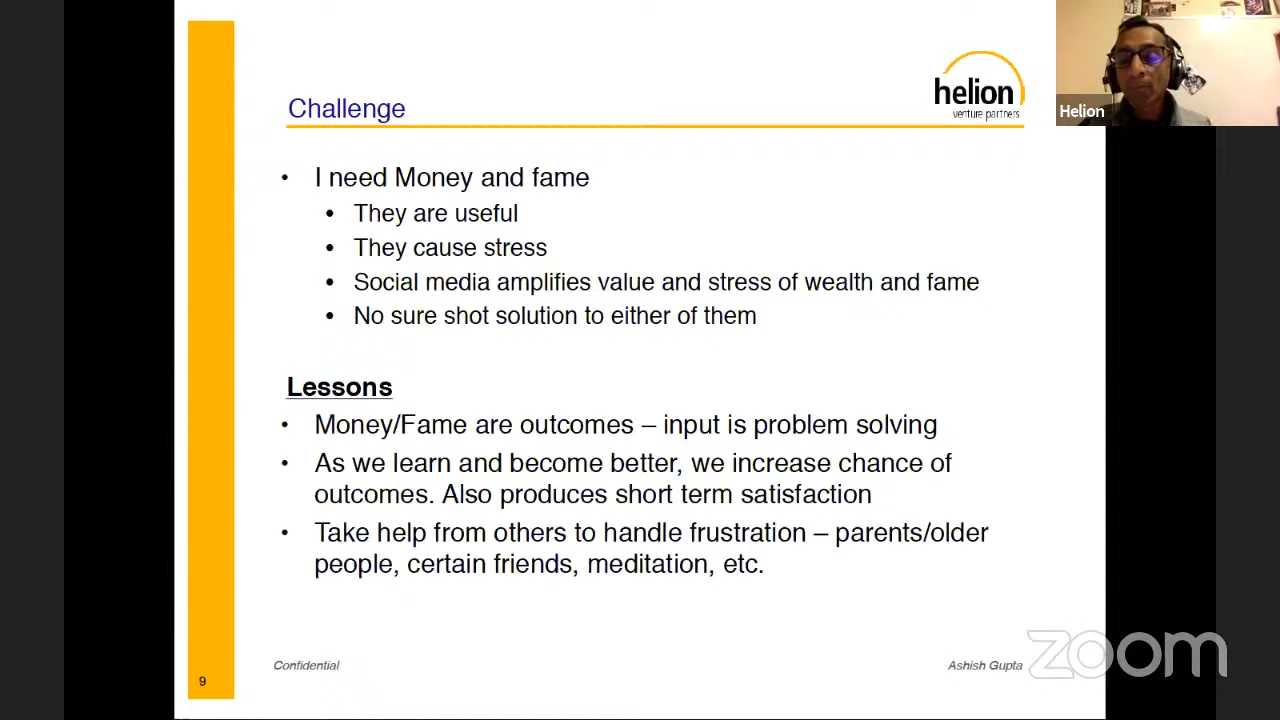 helion
venture partners
Helion
Challenge
• I need Money and fame
• They are useful
• They cause stress
• Social media amplifies value and stress of wealth and fame
• No sure shot solution to either of them
Lessons
• Money/Fame are outcomes – input is problem solving
• As we learn and become better, we increase chance of
outcomes. Also produces short term satisfaction
• Take help from others to handle frustration – parents/older
people, certain friends, meditation, etc.
Confidential
Ashish Gupta
zoom
9